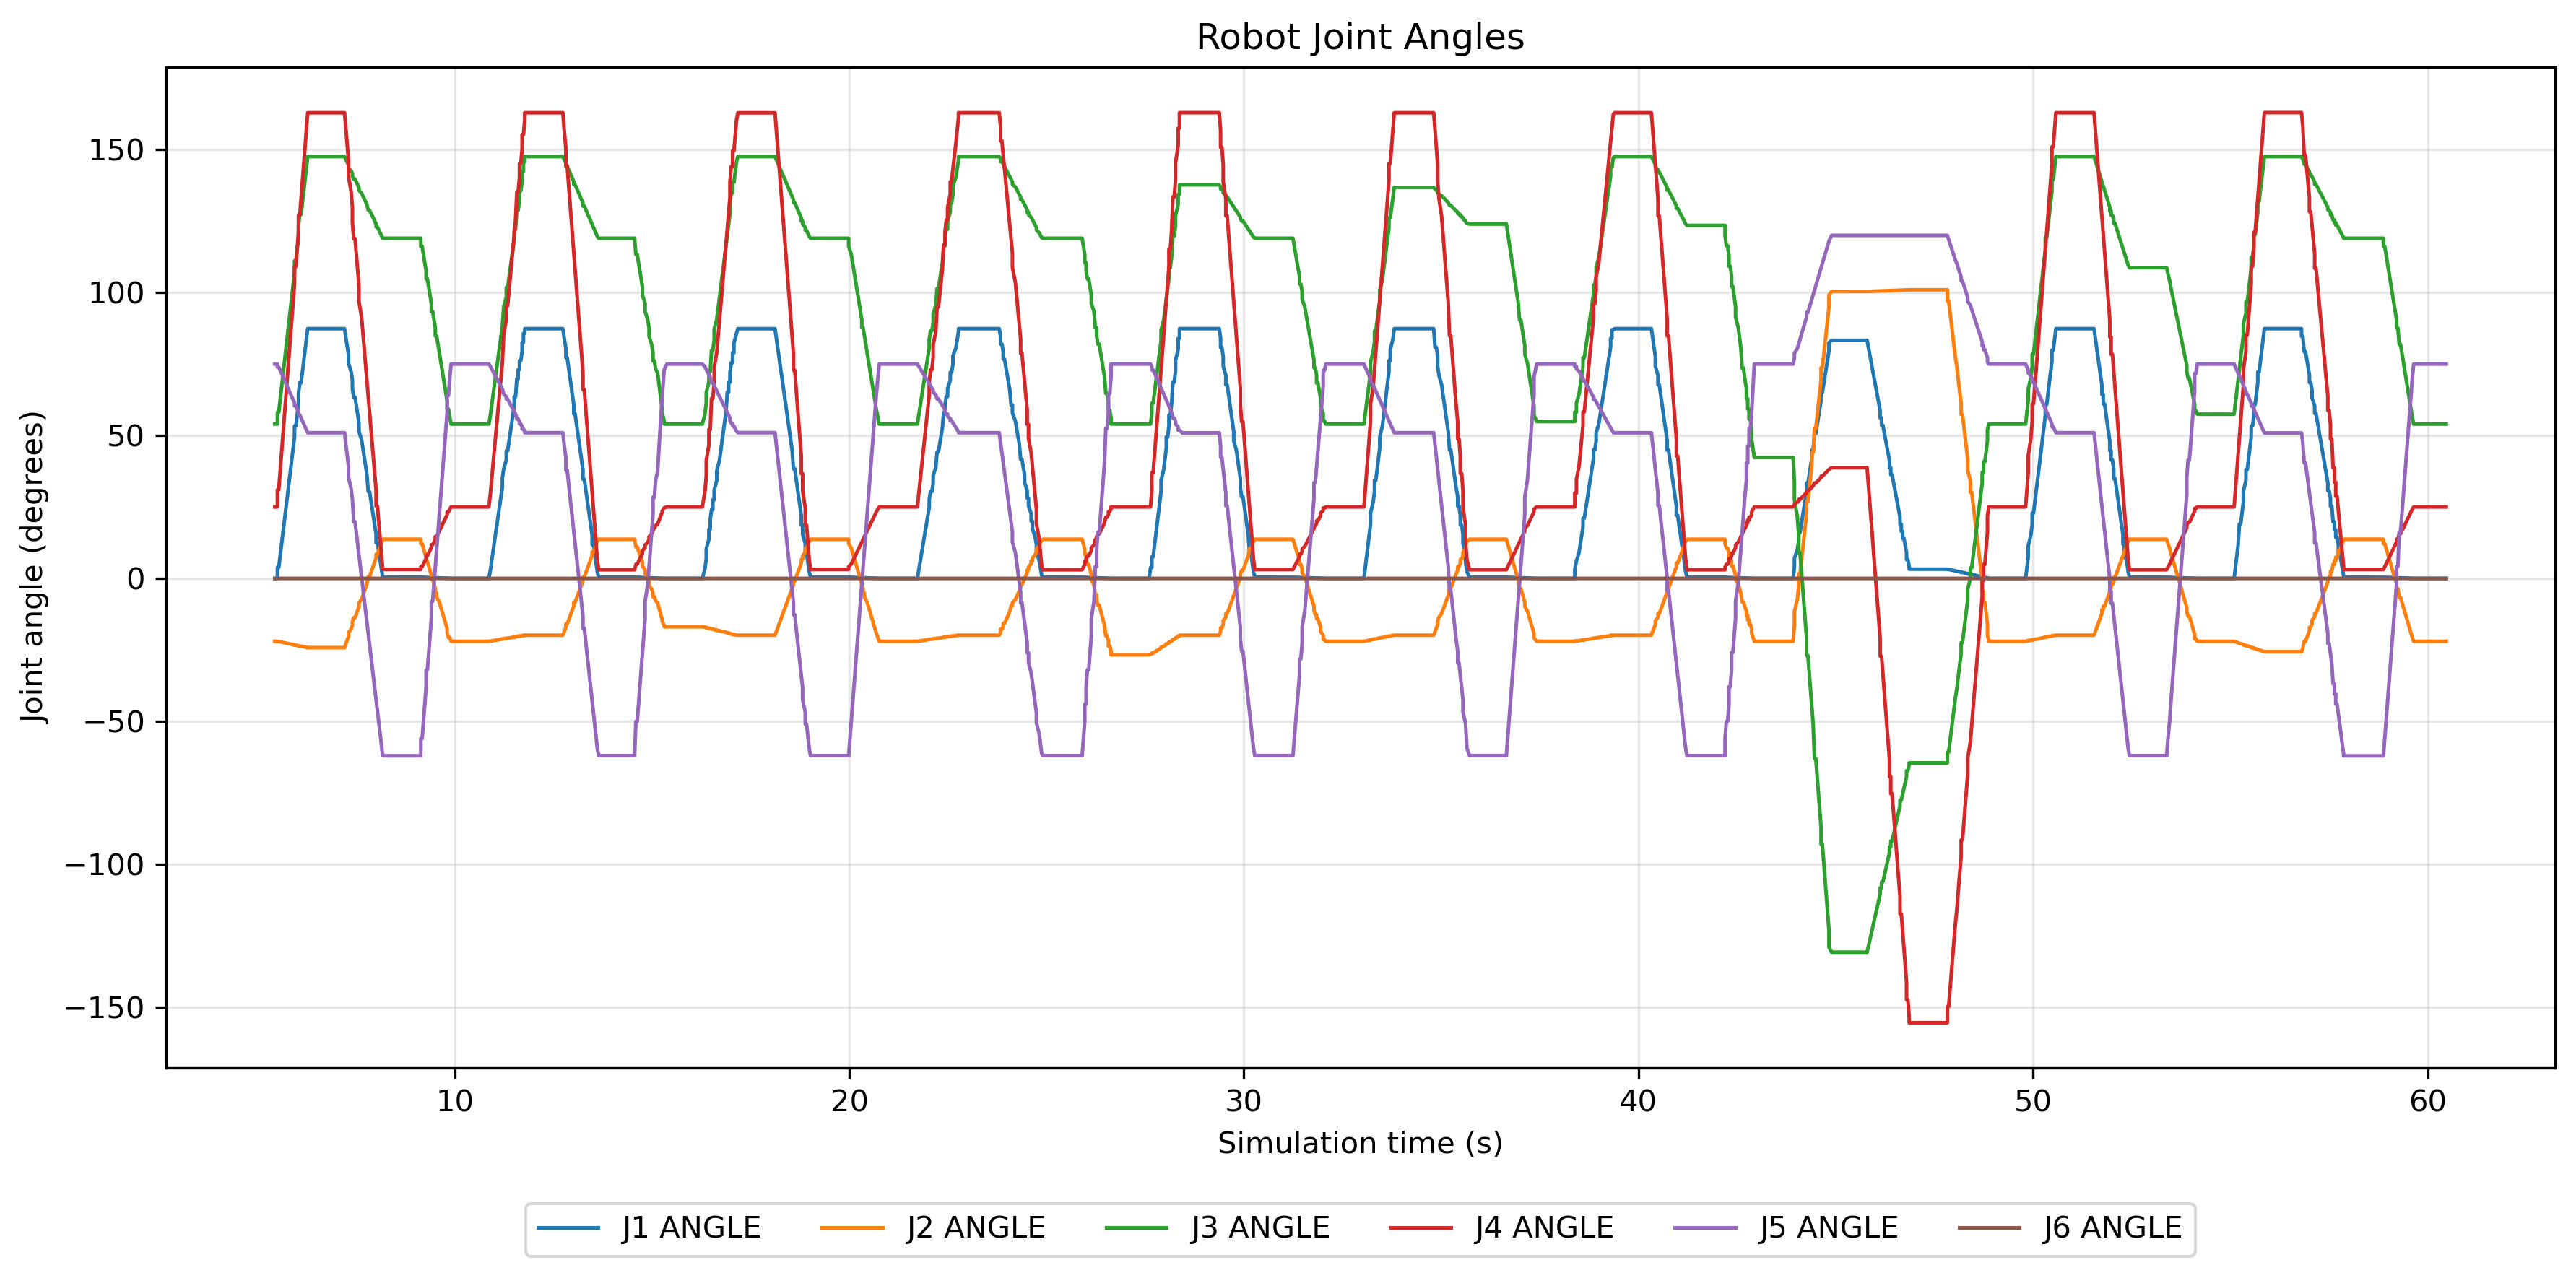 Robot Joint Angles
150
100
50
0
−50
−100
−150
Joint angle (degrees)
10 20 30 40 50 60
Simulation time (s)
J1 ANGLE J2 ANGLE J3 ANGLE J4 ANGLE J5 ANGLE J6 ANGLE